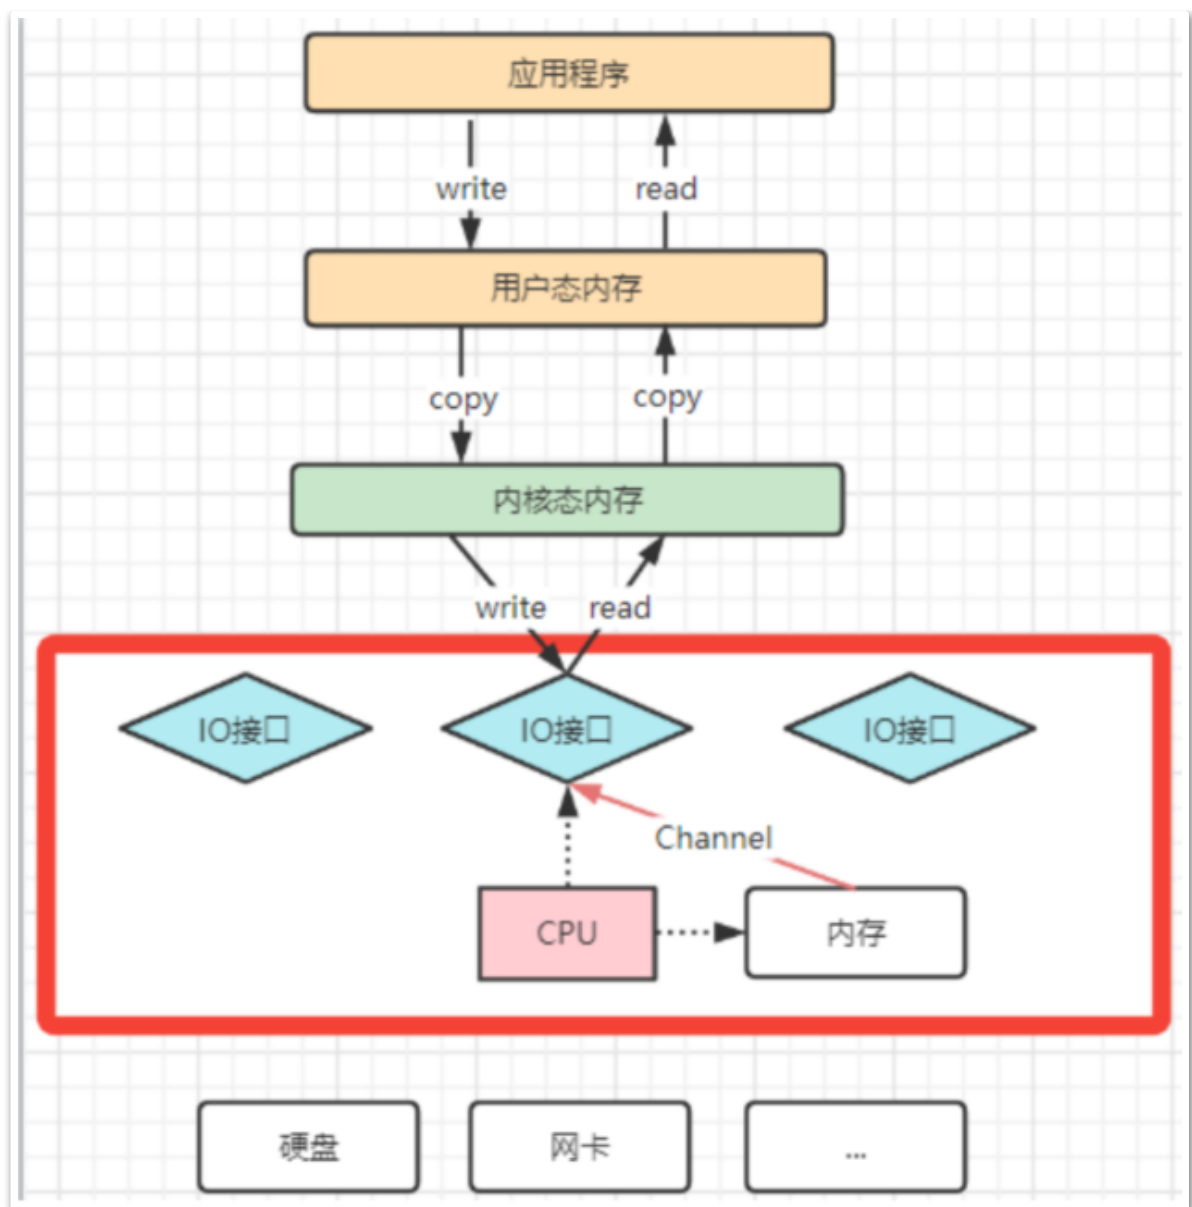 应用程序
write
read
用户态内存
copy
copy
内核态内存
write
read
IO接口
IO接口
IO接口
Channel
CPU
内存
硬盘
网卡
...